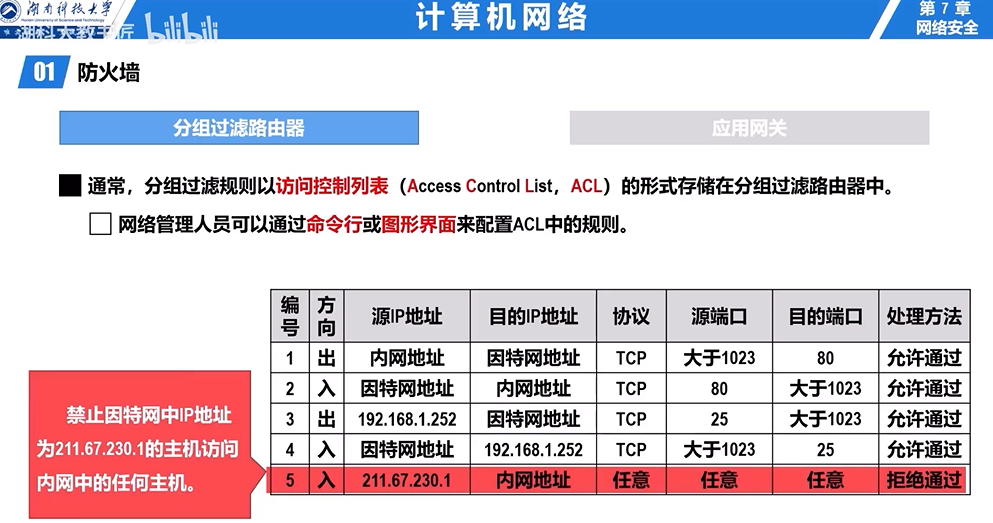 湖南科技大学
Hunan University of Science and Technology
湖科大教书匠 bilibili
计算机网络
第 7 章
网络安全
01 防火墙
分组过滤路由器
应用网关
通常，分组过滤规则以访问控制列表（Access Control List，ACL）的形式存储在分组过滤路由器中。
网络管理人员可以通过命令行或图形界面来配置ACL中的规则。
编号 方向 源IP地址 目的IP地址 协议 源端口 目的端口 处理方法
1 出 内网地址 因特网地址 TCP 大于1023 80 允许通过
2 入 因特网地址 内网地址 TCP 80 大于1023 允许通过
3 出 192.168.1.252 因特网地址 TCP 25 大于1023 允许通过
4 入 因特网地址 192.168.1.252 TCP 大于1023 25 允许通过
5 入 211.67.230.1 内网地址 任意 任意 任意 拒绝通过
禁止因特网中IP地址
为211.67.230.1的主机访问
内网中的任何主机。